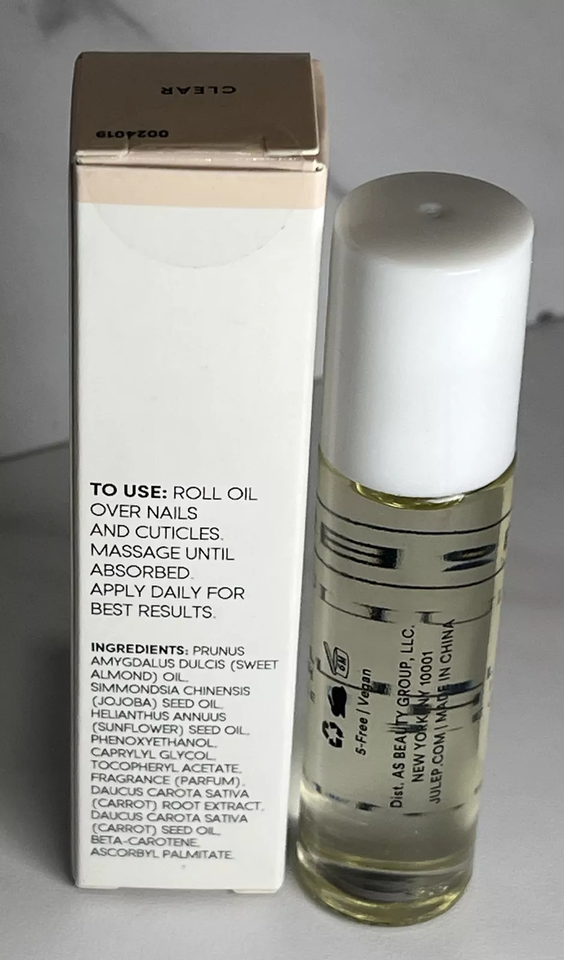 CLEAR
0024019
TO USE: ROLL OIL
OVER NAILS
AND CUTICLES.
MASSAGE UNTIL
ABSORBED.
APPLY DAILY FOR
BEST RESULTS.
INGREDIENTS: PRUNUS
AMYGDALUS DULCIS (SWEET
ALMOND) OIL,
SIMMONDSIA CHINENSIS
(JOJOBA) SEED OIL,
HELIANTHUS ANNUUS
(SUNFLOWER) SEED OIL,
PHENOXYETHANOL,
CAPRYLYL GLYCOL,
TOCOPHERYL ACETATE,
FRAGRANCE (PARFUM),
DAUCUS CAROTA SATIVA
(CARROT) ROOT EXTRACT,
DAUCUS CAROTA SATIVA
(CARROT) SEED OIL,
BETA-CAROTENE,
ASCORBYL PALMITATE.
5-Free | Vegan
Dist. AS BEAUTY GROUP, LLC.
NEW YORK, NY 10001
JULEP.COM | MADE IN CHINA